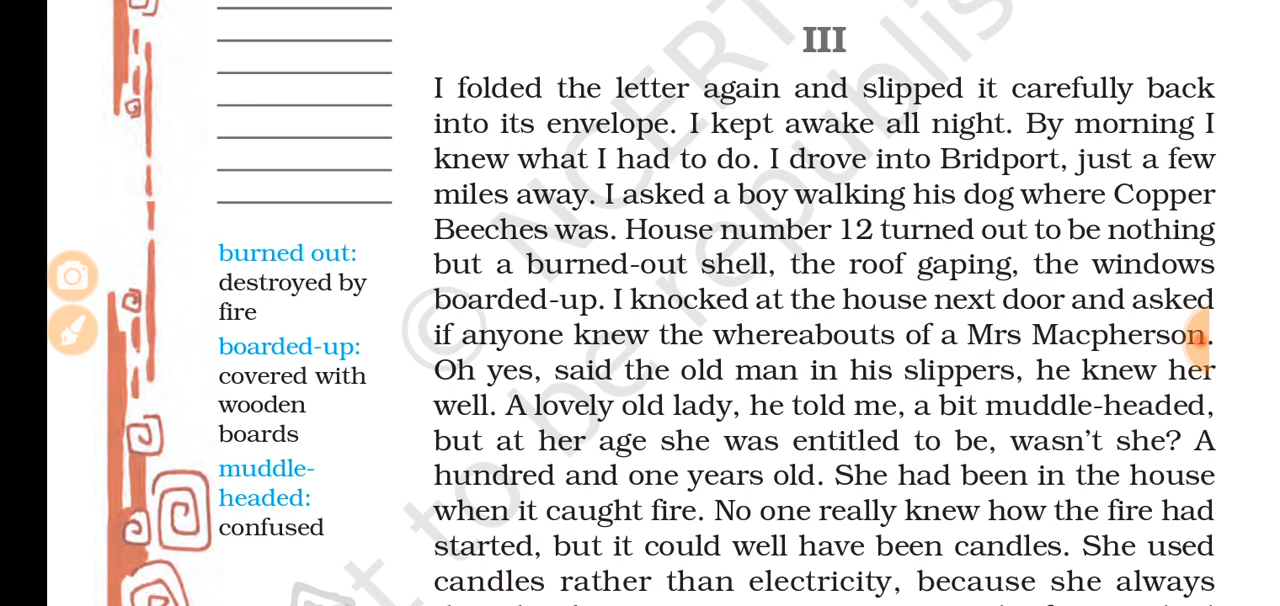 III
I folded the letter again and slipped it carefully back
into its envelope. I kept awake all night. By morning I
knew what I had to do. I drove into Bridport, just a few
miles away. I asked a boy walking his dog where Copper
Beeches was. House number 12 turned out to be nothing
but a burned-out shell, the roof gaping, the windows
boarded-up. I knocked at the house next door and asked
if anyone knew the whereabouts of a Mrs Macpherson.
Oh yes, said the old man in his slippers, he knew her
well. A lovely old lady, he told me, a bit muddle-headed,
but at her age she was entitled to be, wasn’t she? A
hundred and one years old. She had been in the house
when it caught fire. No one really knew how the fire had
started, but it could well have been candles. She used
candles rather than electricity, because she always
burned out:
destroyed by
fire
boarded-up:
covered with
wooden
boards
muddle-
headed:
confused
© NCERT
to be republis